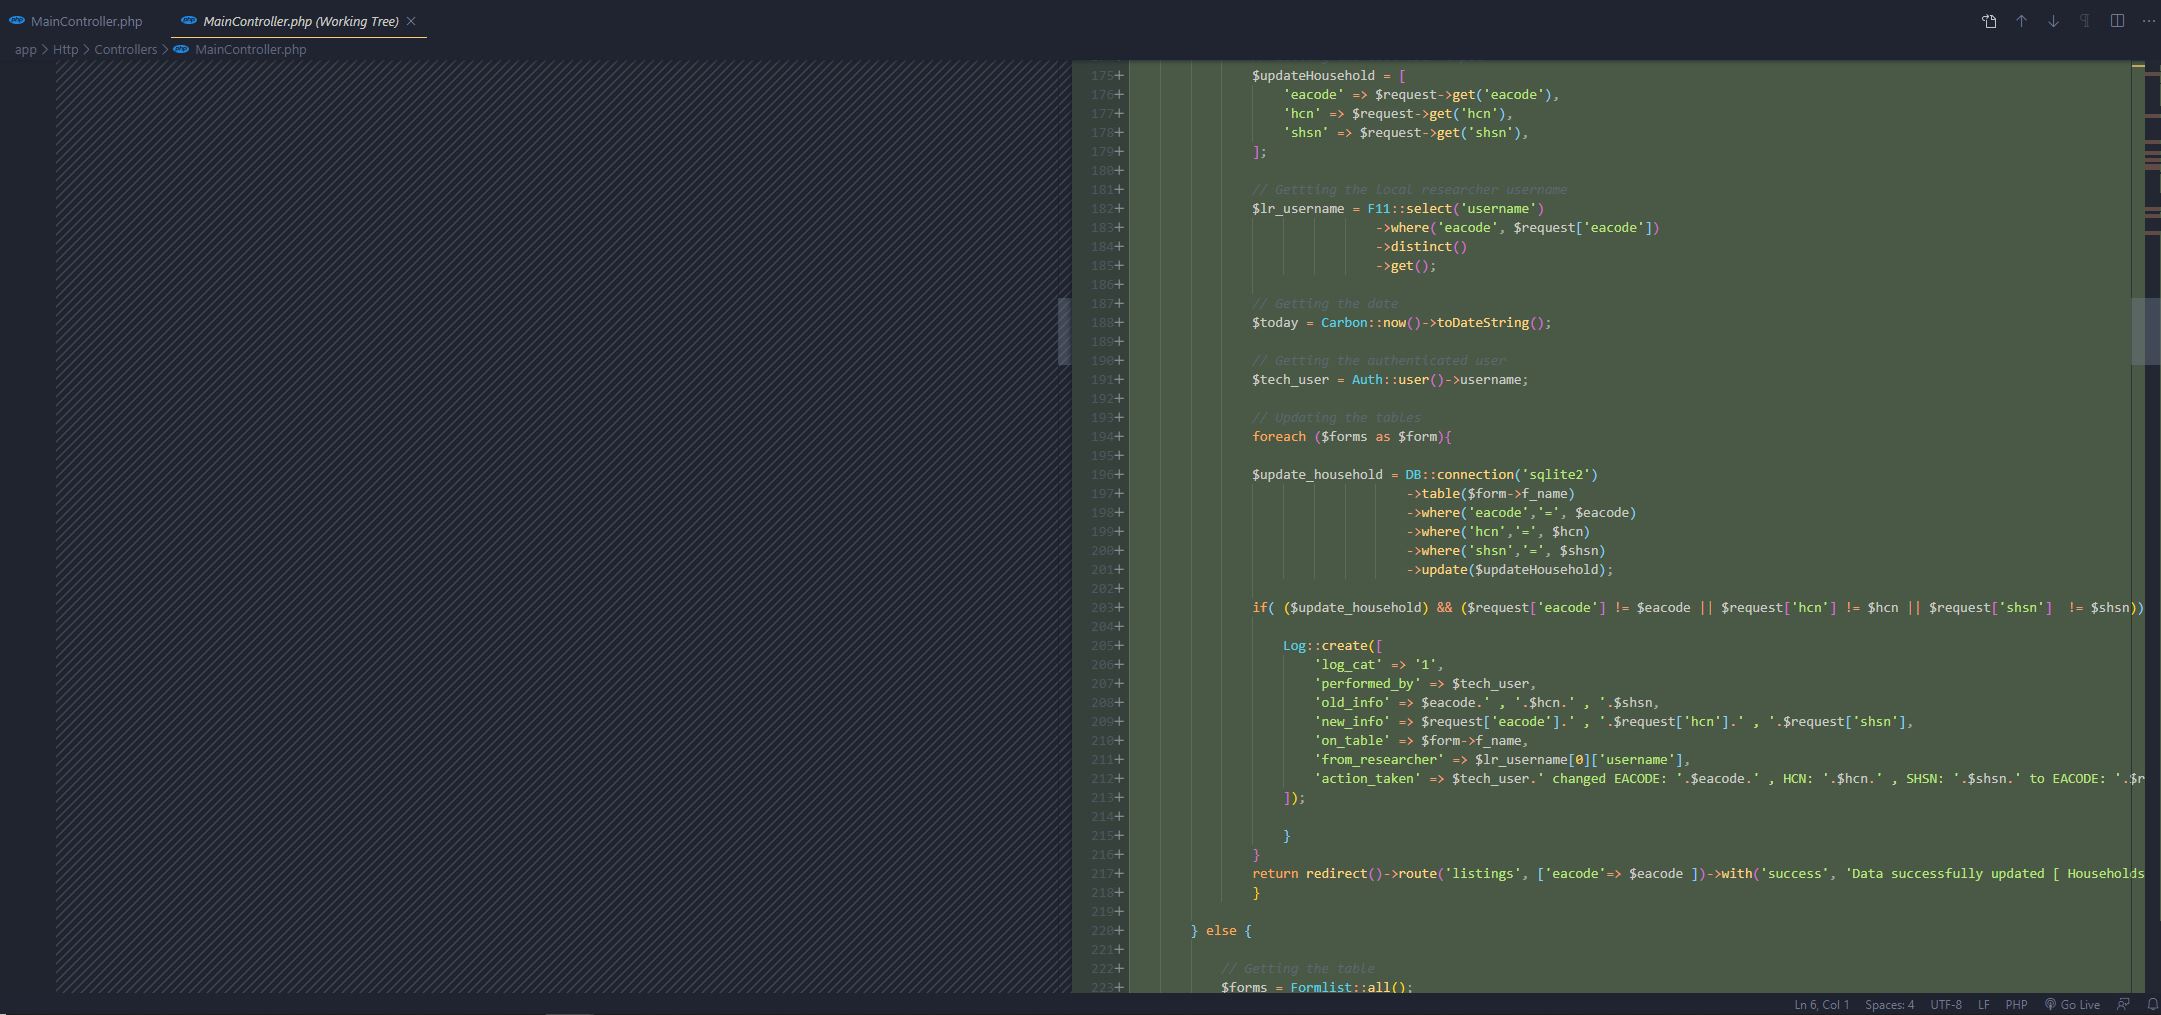 MainController.php
MainController.php (Working Tree)
app > Http > Controllers > MainController.php
175+ $updateHousehold = [
176+ 'eacode' => $request->get('eacode'),
177+ 'hcn' => $request->get('hcn'),
178+ 'shsn' => $request->get('shsn'),
179+ ];
180+
181+ // Gettting the local researcher username
182+ $lr_username = F11::select('username')
183+ ->where('eacode', $request['eacode'])
184+ ->distinct()
185+ ->get();
186+
187+ // Getting the date
188+ $today = Carbon::now()->toDateString();
189+
190+ // Getting the authenticated user
191+ $tech_user = Auth::user()->username;
192+
193+ // Updating the tables
194+ foreach ($forms as $form){
195+
196+ $update_household = DB::connection('sqlite2')
197+ ->table($form->f_name)
198+ ->where('eacode','=', $eacode)
199+ ->where('hcn','=', $hcn)
200+ ->where('shsn','=', $shsn)
201+ ->update($updateHousehold);
202+
203+ if( ($update_household) && ($request['eacode'] != $eacode || $request['hcn'] != $hcn || $request['shsn']  != $shsn))
204+
205+ Log::create([
206+ 'log_cat' => '1',
207+ 'performed_by' => $tech_user,
208+ 'old_info' => $eacode.' , '.$hcn.' , '.$shsn,
209+ 'new_info' => $request['eacode'].' , '.$request['hcn'].' , '.$request['shsn'],
210+ 'on_table' => $form->f_name,
211+ 'from_researcher' => $lr_username[0]['username'],
212+ 'action_taken' => $tech_user.' changed EACODE: '.$eacode.' , HCN: '.$hcn.' , SHSN: '.$shsn.' to EACODE: '.$r
213+ ]);
214+
215+ }
216+ }
217+ return redirect()->route('listings', ['eacode'=> $eacode ])->with('success', 'Data successfully updated [ Households
218+ }
219+
220+ } else {
221+
222+ // Getting the table
223+ $forms = Formlist::all();
Ln 6, Col 1 Spaces: 4 UTF-8 LF PHP Go Live